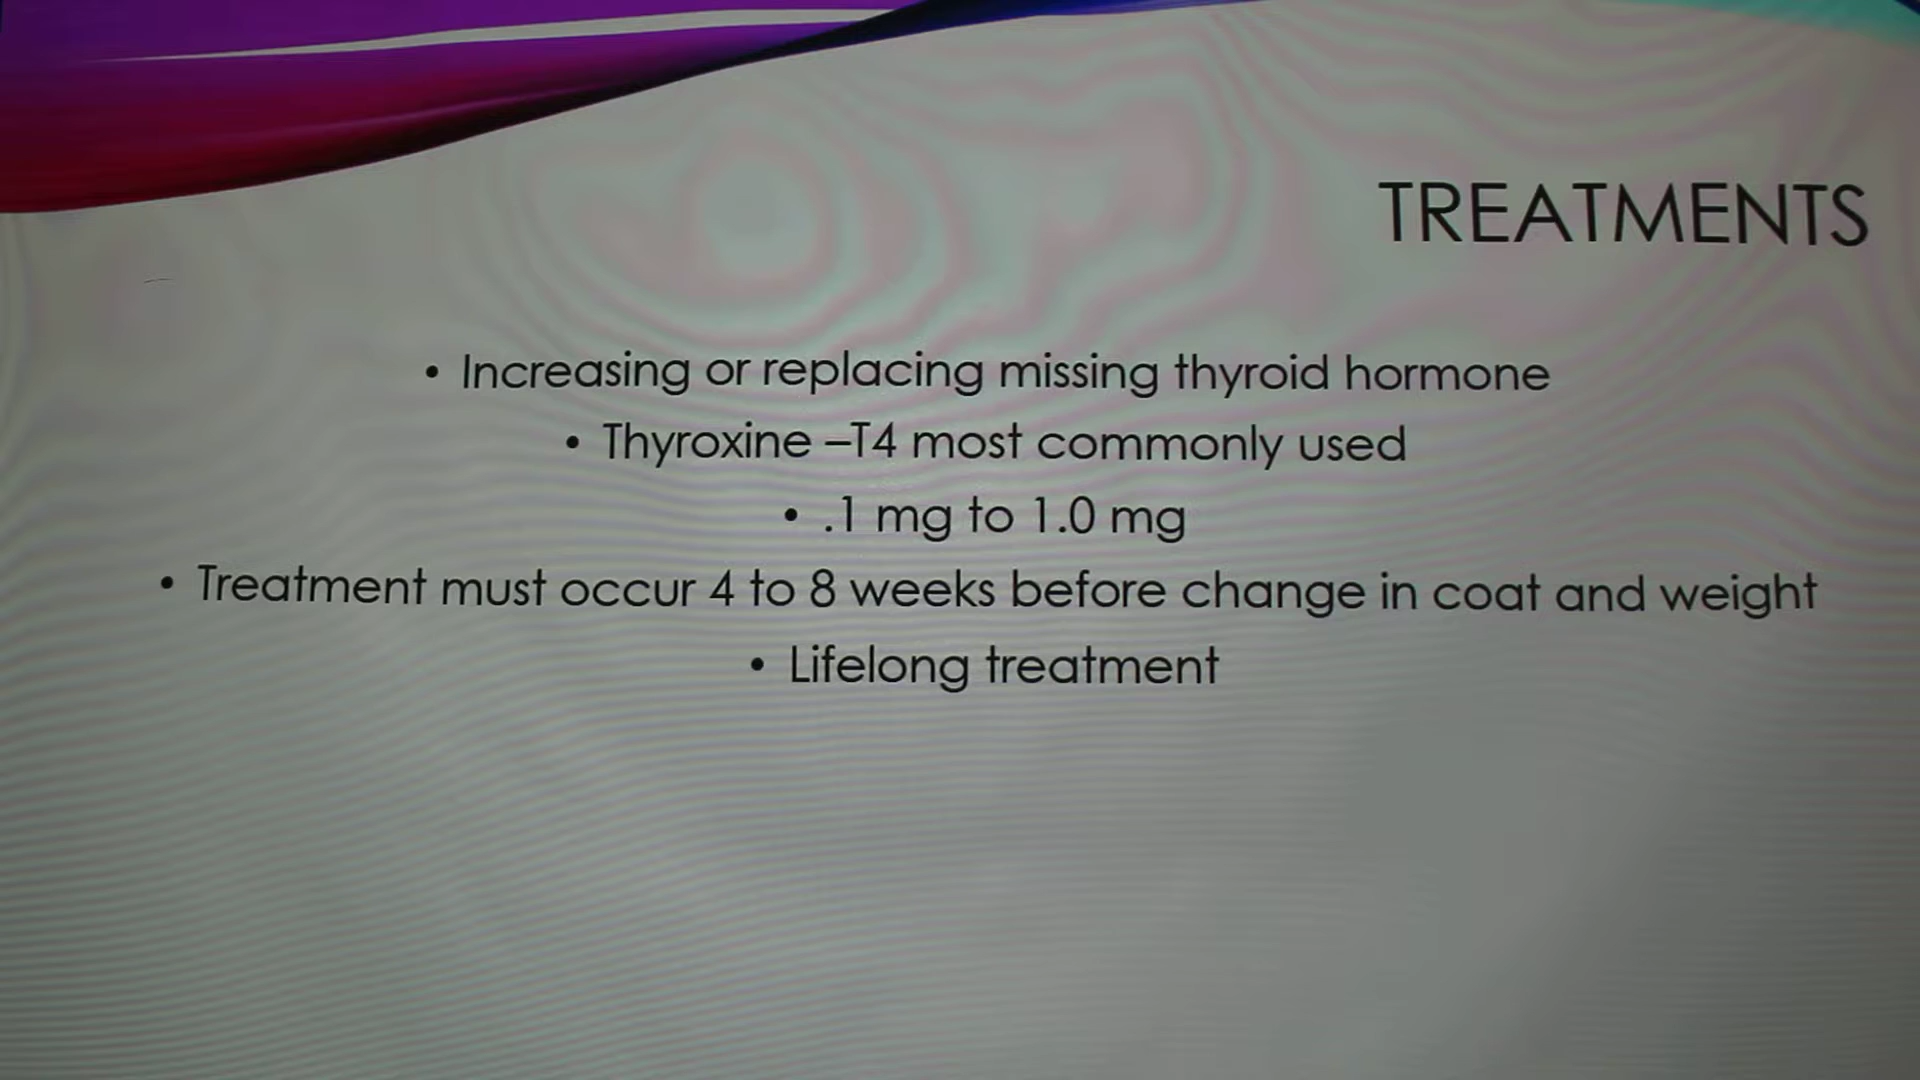 TREATMENTS
• Increasing or replacing missing thyroid hormone
• Thyroxine –T4 most commonly used
• .1 mg to 1.0 mg
• Treatment must occur 4 to 8 weeks before change in coat and weight
• Lifelong treatment